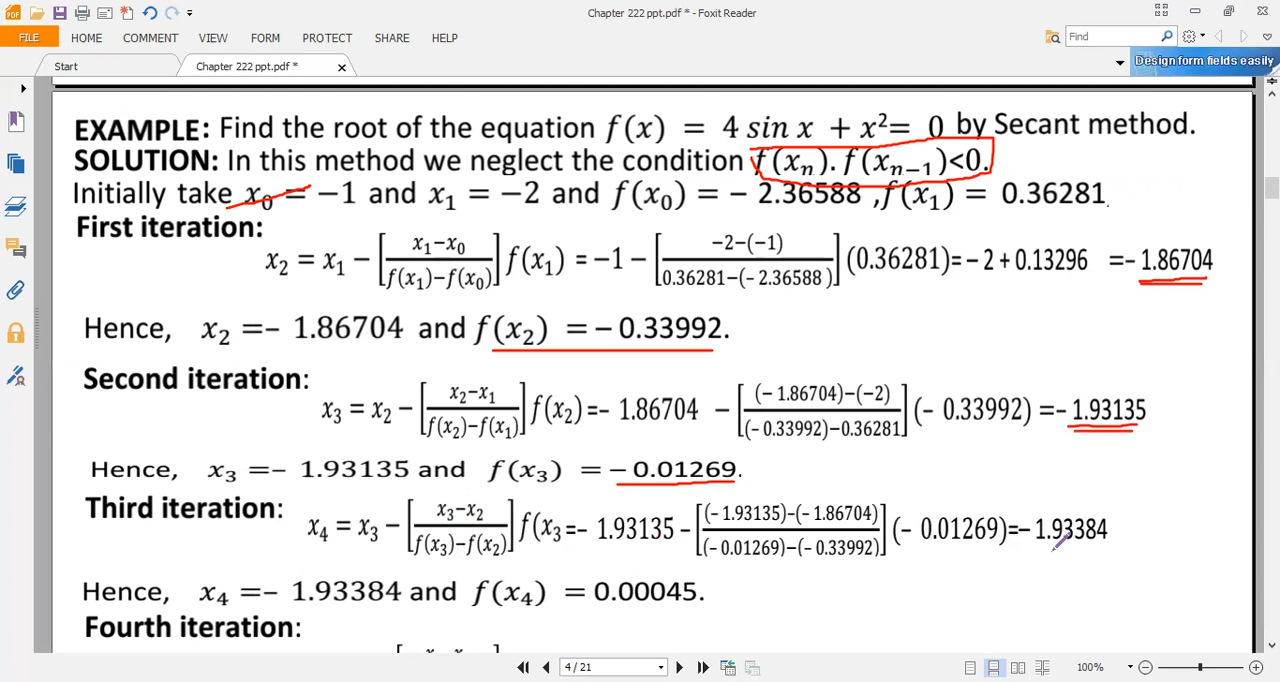 Chapter 222 ppt.pdf * - Foxit Reader
FILE HOME COMMENT VIEW FORM PROTECT SHARE HELP
Find
Start
Chapter 222 ppt.pdf *
Design form fields easily
EXAMPLE: Find the root of the equation f(x) = 4 sin x + x²= 0 by Secant method.
SOLUTION: In this method we neglect the condition f(xₙ). f(xₙ₋₁)<0.
Initially take x₀ = −1 and x₁ = −2 and f(x₀) = − 2.36588 ,f(x₁) = 0.36281.
First iteration:
x₂ = x₁ − [(x₁−x₀)/(f(x₁)−f(x₀))] f(x₁) = −1 − [(−2−(−1))/(0.36281−(− 2.36588 ))] (0.36281)= − 2 + 0.13296 =− 1.86704
Hence, x₂ =− 1.86704 and f(x₂) = − 0.33992.
Second iteration:
x₃ = x₂ − [(x₂−x₁)/(f(x₂)−f(x₁))] f(x₂) =− 1.86704 − [((− 1.86704)−(−2))/((− 0.33992)−0.36281)] (− 0.33992) =− 1.93135
Hence, x₃ =− 1.93135 and f(x₃) = − 0.01269.
Third iteration:
x₄ = x₃ − [(x₃−x₂)/(f(x₃)−f(x₂))] f(x₃ =− 1.93135 − [((− 1.93135)−(− 1.86704))/((− 0.01269)−(− 0.33992))] (− 0.01269)=− 1.93384
Hence, x₄ =− 1.93384 and f(x₄) = 0.00045.
Fourth iteration:
4 / 21
100%